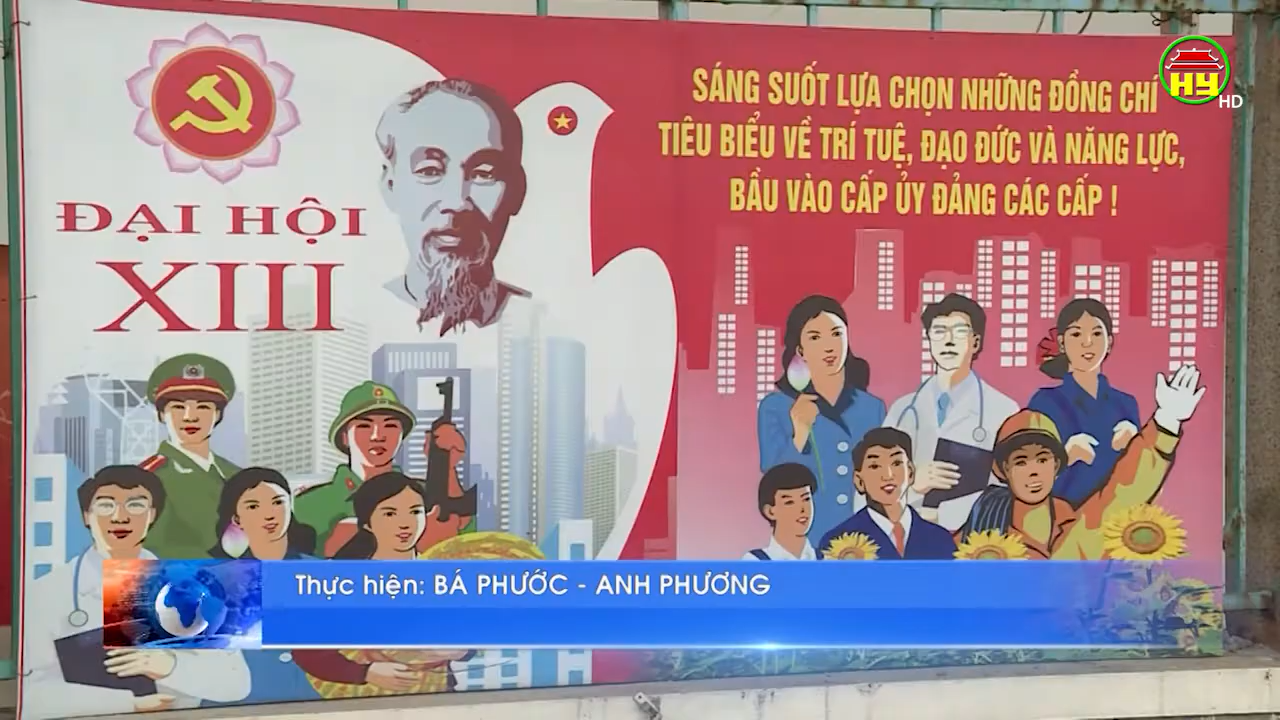 ĐẠI HỘI
XIII
SÁNG SUỐT LỰA CHỌN NHỮNG ĐỒNG CHÍ
TIÊU BIỂU VỀ TRÍ TUỆ, ĐẠO ĐỨC VÀ NĂNG LỰC,
BẦU VÀO CẤP ỦY ĐẢNG CÁC CẤP !
HY
HD
Thực hiện: BÁ PHƯỚC - ANH PHƯƠNG